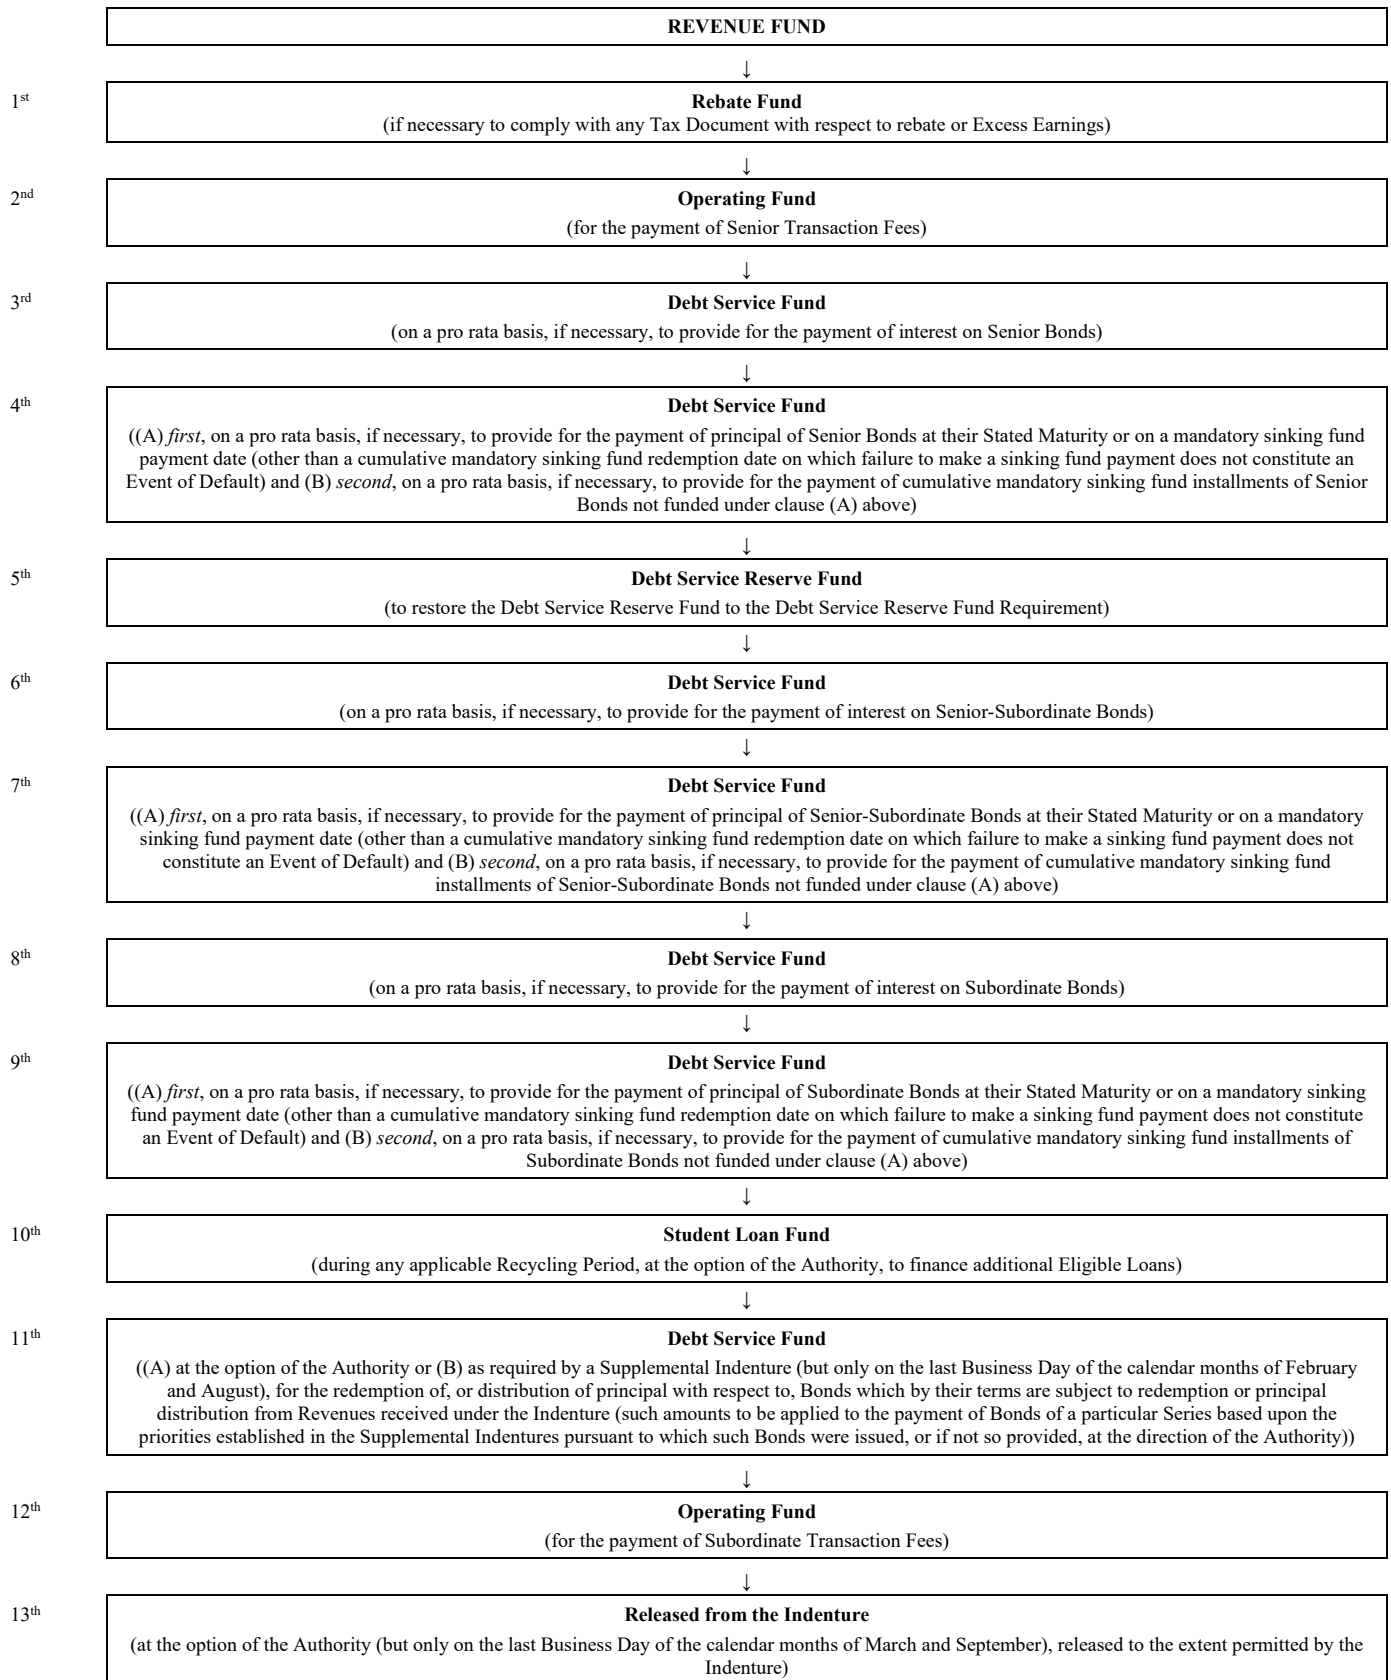 REVENUE FUND
↓
1st
Rebate Fund
(if necessary to comply with any Tax Document with respect to rebate or Excess Earnings)
↓
2nd
Operating Fund
(for the payment of Senior Transaction Fees)
↓
3rd
Debt Service Fund
(on a pro rata basis, if necessary, to provide for the payment of interest on Senior Bonds)
↓
4th
Debt Service Fund
((A) first, on a pro rata basis, if necessary, to provide for the payment of principal of Senior Bonds at their Stated Maturity or on a mandatory sinking fund
payment date (other than a cumulative mandatory sinking fund redemption date on which failure to make a sinking fund payment does not constitute an
Event of Default) and (B) second, on a pro rata basis, if necessary, to provide for the payment of cumulative mandatory sinking fund installments of Senior
Bonds not funded under clause (A) above)
↓
5th
Debt Service Reserve Fund
(to restore the Debt Service Reserve Fund to the Debt Service Reserve Fund Requirement)
↓
6th
Debt Service Fund
(on a pro rata basis, if necessary, to provide for the payment of interest on Senior-Subordinate Bonds)
↓
7th
Debt Service Fund
((A) first, on a pro rata basis, if necessary, to provide for the payment of principal of Senior-Subordinate Bonds at their Stated Maturity or on a mandatory
sinking fund payment date (other than a cumulative mandatory sinking fund redemption date on which failure to make a sinking fund payment does not
constitute an Event of Default) and (B) second, on a pro rata basis, if necessary, to provide for the payment of cumulative mandatory sinking fund
installments of Senior-Subordinate Bonds not funded under clause (A) above)
↓
8th
Debt Service Fund
(on a pro rata basis, if necessary, to provide for the payment of interest on Subordinate Bonds)
↓
9th
Debt Service Fund
((A) first, on a pro rata basis, if necessary, to provide for the payment of principal of Subordinate Bonds at their Stated Maturity or on a mandatory sinking
fund payment date (other than a cumulative mandatory sinking fund redemption date on which failure to make a sinking fund payment does not constitute
an Event of Default) and (B) second, on a pro rata basis, if necessary, to provide for the payment of cumulative mandatory sinking fund installments of
Subordinate Bonds not funded under clause (A) above)
↓
10th
Student Loan Fund
(during any applicable Recycling Period, at the option of the Authority, to finance additional Eligible Loans)
↓
11th
Debt Service Fund
((A) at the option of the Authority or (B) as required by a Supplemental Indenture (but only on the last Business Day of the calendar months of February
and August), for the redemption of, or distribution of principal with respect to, Bonds which by their terms are subject to redemption or principal
distribution from Revenues received under the Indenture (such amounts to be applied to the payment of Bonds of a particular Series based upon the
priorities established in the Supplemental Indentures pursuant to which such Bonds were issued, or if not so provided, at the direction of the Authority))
↓
12th
Operating Fund
(for the payment of Subordinate Transaction Fees)
↓
13th
Released from the Indenture
(at the option of the Authority (but only on the last Business Day of the calendar months of March and September), released to the extent permitted by the
Indenture)